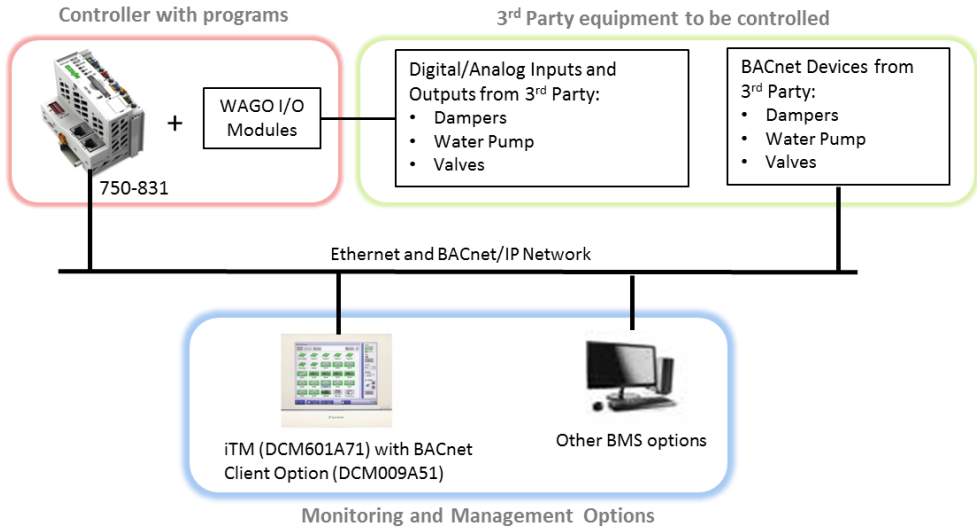 Controller with programs
3rd Party equipment to be controlled
WAGO I/O
Modules
+
750-831
Digital/Analog Inputs and
Outputs from 3rd Party:
• Dampers
• Water Pump
• Valves
BACnet Devices from
3rd Party:
• Dampers
• Water Pump
• Valves
Ethernet and BACnet/IP Network
iTM (DCM601A71) with BACnet
Client Option (DCM009A51)
Other BMS options
Monitoring and Management Options